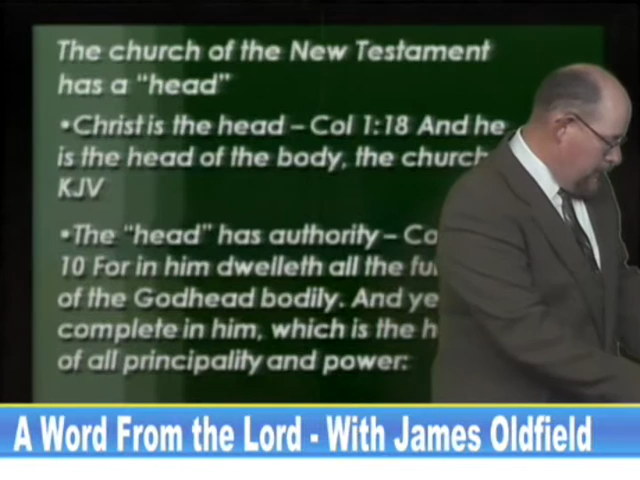 The church of the New Testament
has a "head"
•Christ is the head – Col 1:18 And he
is the head of the body, the church
KJV
•The "head" has authority – Co
10 For in him dwelleth all the
of the Godhead bodily. And ye
complete in him, which is the
of all principality and power:
A Word From the Lord - With James Oldfield